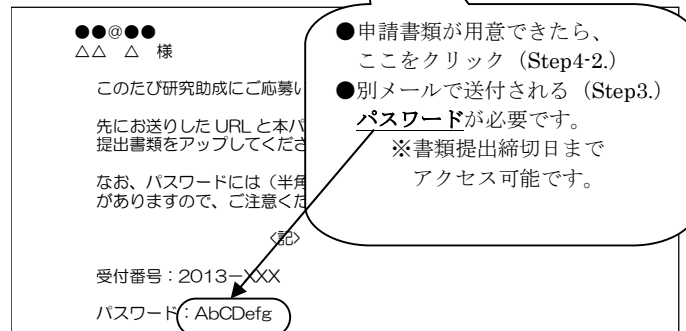 ●●@●●
△△　△　様
このたび研究助成にご応募い
先にお送りした URL と本パ
提出書類をアップしてくださ
なお、パスワードには（半角
がありますので、ご注意くだ
〈記〉
受付番号：2013－XXX
パスワード：AbCDefg
●申請書類が用意できたら、
ここをクリック（Step4-2.）
●別メールで送付される（Step3.）
パスワードが必要です。
※書類提出締切日まで
アクセス可能です。